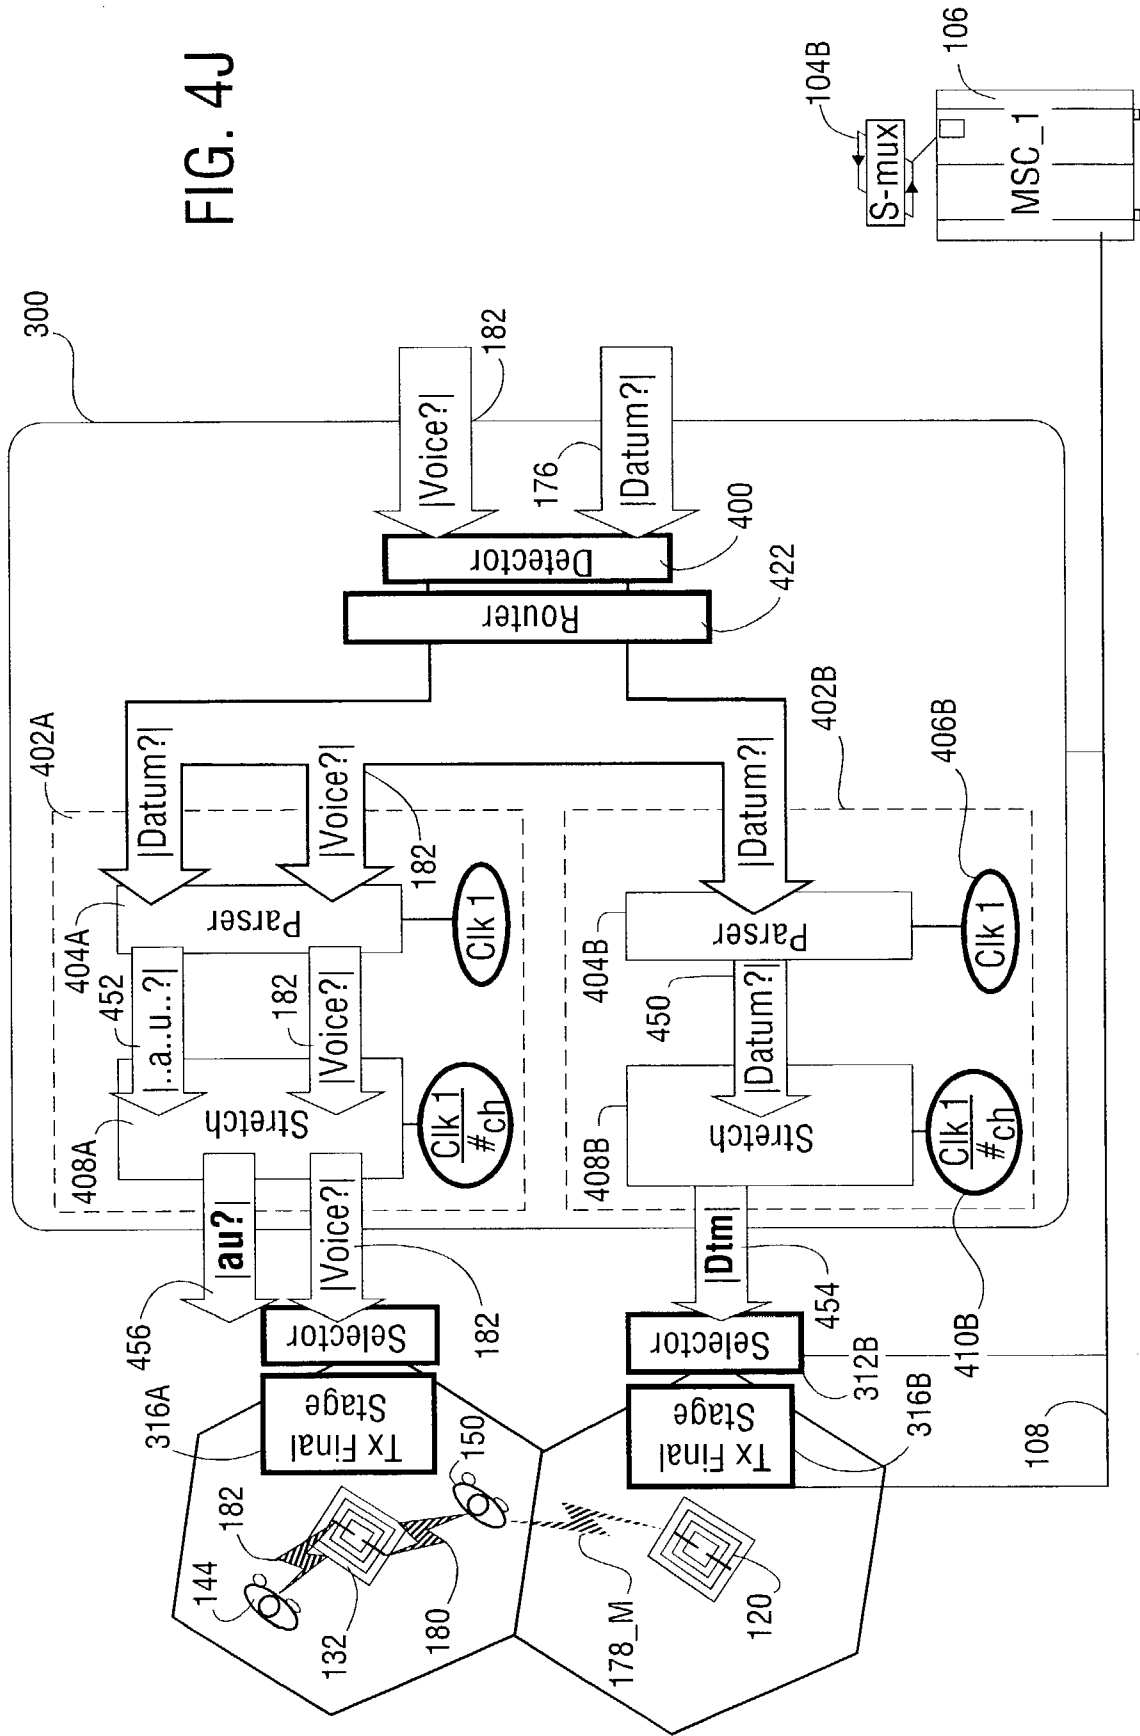 FIG. 4J
300
|Voice?|
182
176
|Datum?|
Detector
400
Router
422
402A
|Datum?|
|Voice?|
182
404A
Parser
Clk 1
452
|..a..u..?|
182
|Voice?|
408A
Stretch
Clk 1
#ch
456
|au?|
|Voice?|
182
Selector
316A
Tx Final
Stage
402B
|Datum?|
406B
404B
Parser
Clk 1
450
|Datum?|
408B
Stretch
Clk 1
#ch
410B
|Dtm|
454
Selector
312B
Tx Final
Stage
316B
144
182
132
180
150
178_M
120
108
104B
S-mux
106
MSC_1